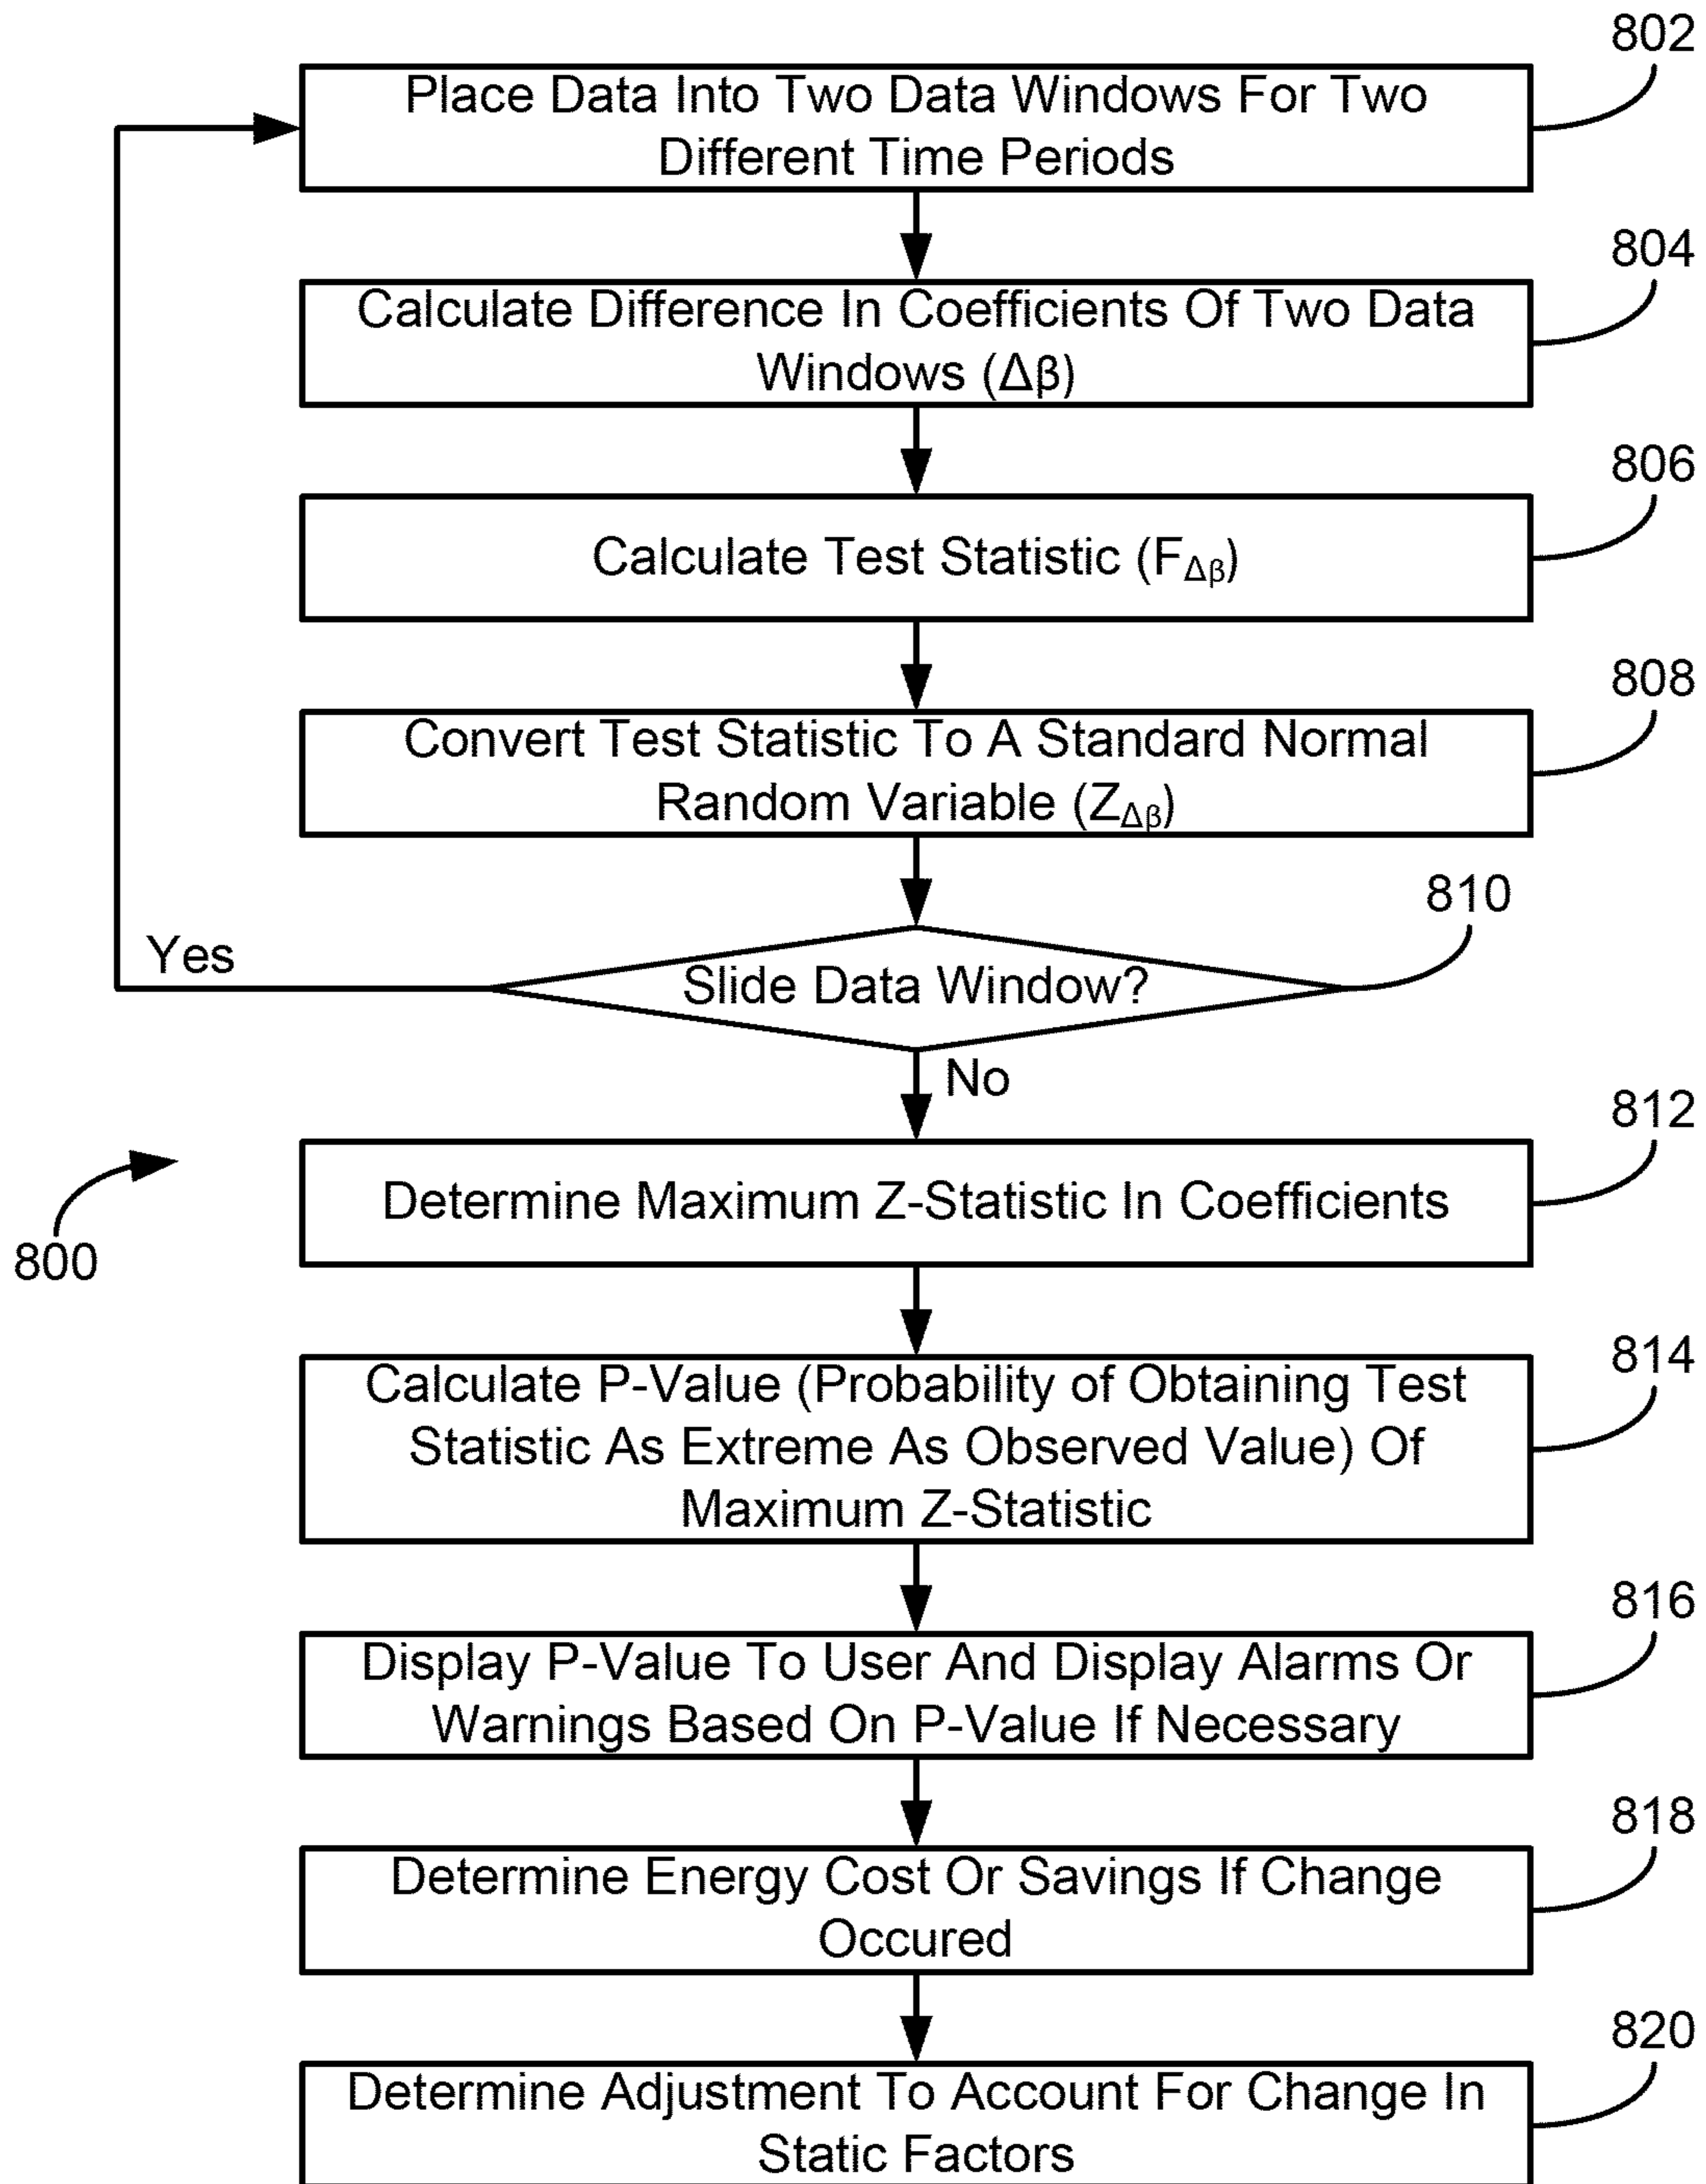 802
Place Data Into Two Data Windows For Two
Different Time Periods
804
Calculate Difference In Coefficients Of Two Data
Windows (Δβ)
806
Calculate Test Statistic (FΔβ)
808
Convert Test Statistic To A Standard Normal
Random Variable (ZΔβ)
810
Yes
Slide Data Window?
No
812
Determine Maximum Z-Statistic In Coefficients
800
814
Calculate P-Value (Probability of Obtaining Test
Statistic As Extreme As Observed Value) Of
Maximum Z-Statistic
816
Display P-Value To User And Display Alarms Or
Warnings Based On P-Value If Necessary
818
Determine Energy Cost Or Savings If Change
Occured
820
Determine Adjustment To Account For Change In
Static Factors